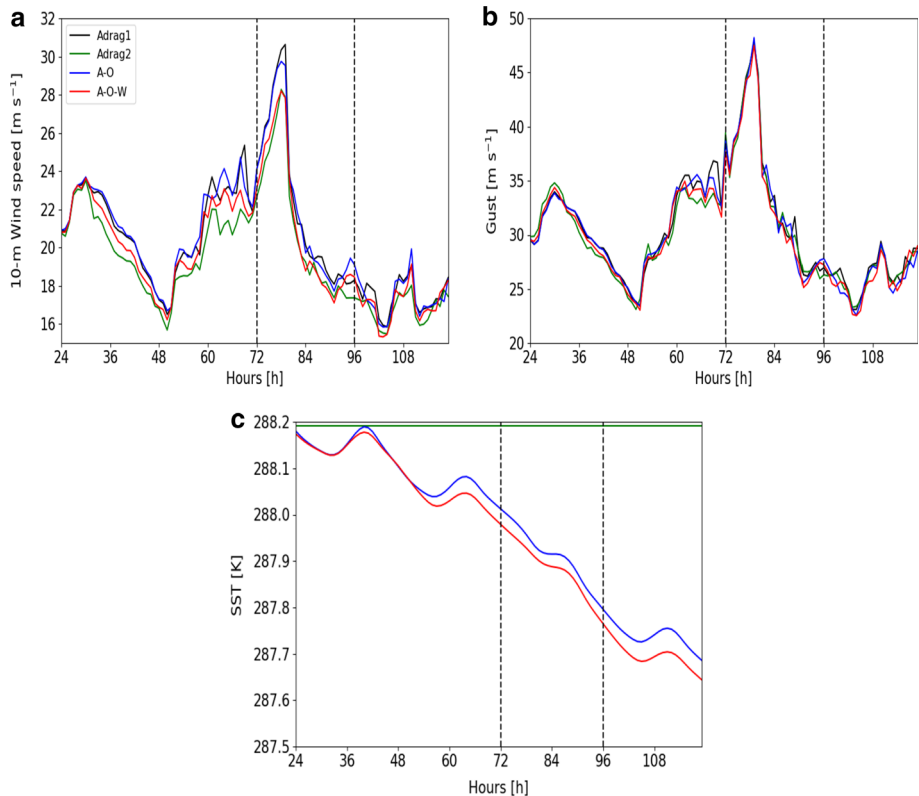 a
32
30
28
26
24
22
20
18
16
10-m Wind speed [m s⁻¹]
Adrag1
Adrag2
A-O
A-O-W
24 36 48 60 72 84 96 108
Hours [h]
b
50
45
40
35
30
25
20
Gust [m s⁻¹]
24 36 48 60 72 84 96 108
Hours [h]
c
288.2
288.1
288.0
287.9
287.8
287.7
287.6
287.5
SST [K]
24 36 48 60 72 84 96 108
Hours [h]